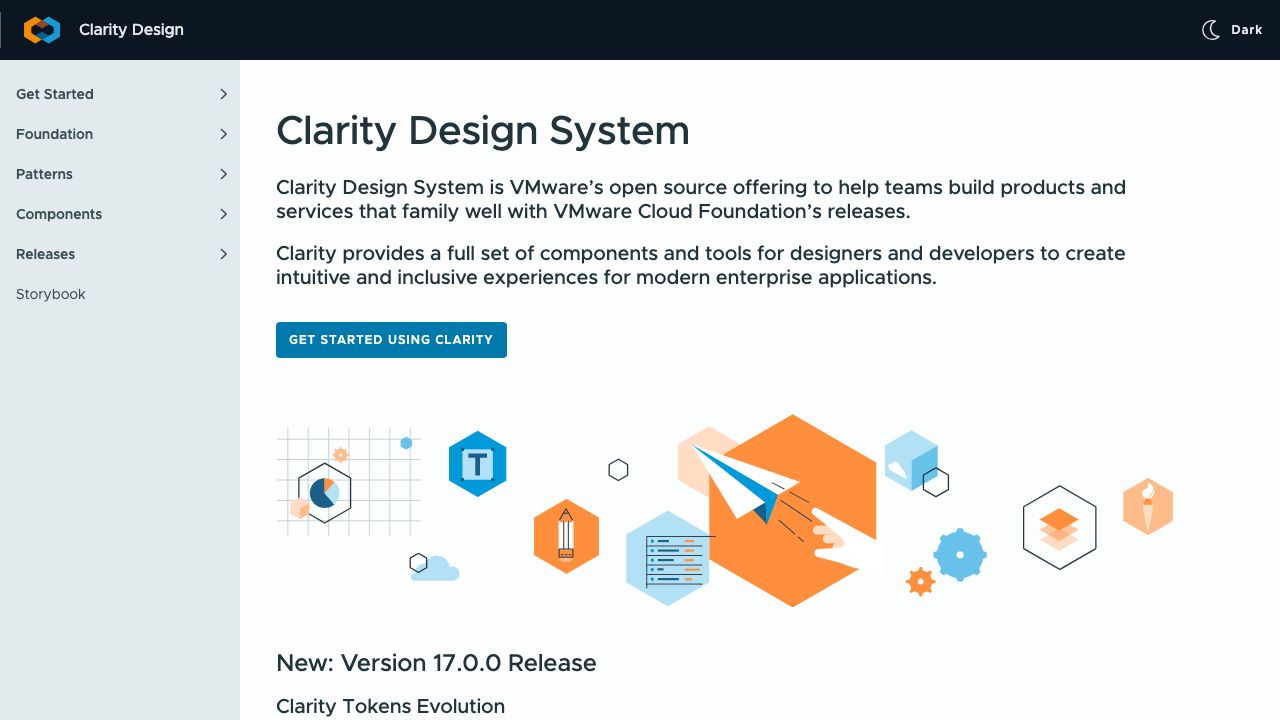 Clarity Design
Dark
Get Started
Foundation
Patterns
Components
Releases
Storybook
Clarity Design System
Clarity Design System is VMware’s open source offering to help teams build products and
services that family well with VMware Cloud Foundation’s releases.
Clarity provides a full set of components and tools for designers and developers to create
intuitive and inclusive experiences for modern enterprise applications.
GET STARTED USING CLARITY
T
New: Version 17.0.0 Release
Clarity Tokens Evolution